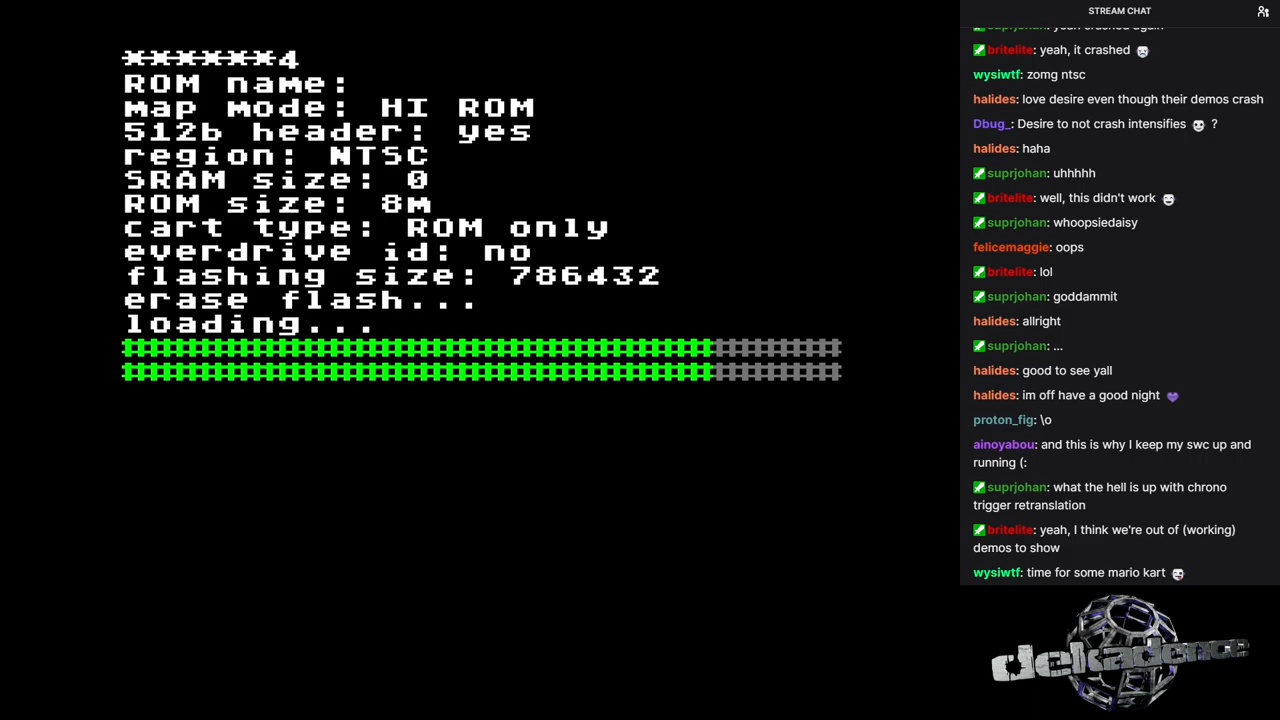 ******4
ROM name:
map mode: HI ROM
512b header: yes
region: NTSC
SRAM size: 0
ROM size: 8m
cart type: ROM only
everdrive id: no
flashing size: 786432
erase flash...
loading...
STREAM CHAT
suprjohan: yeah crashed again
britelite: yeah, it crashed
wysiwtf: zomg ntsc
halides: love desire even though their demos crash
Dbug_: Desire to not crash intensifies ?
halides: haha
suprjohan: uhhhhh
britelite: well, this didn't work
suprjohan: whoopsiedaisy
felicemaggie: oops
britelite: lol
suprjohan: goddammit
halides: allright
suprjohan: ...
halides: good to see yall
halides: im off have a good night
proton_fig: \o
ainoyabou: and this is why I keep my swc up and
running (:
suprjohan: what the hell is up with chrono
trigger retranslation
britelite: yeah, I think we're out of (working)
demos to show
wysiwtf: time for some mario kart
dekadence